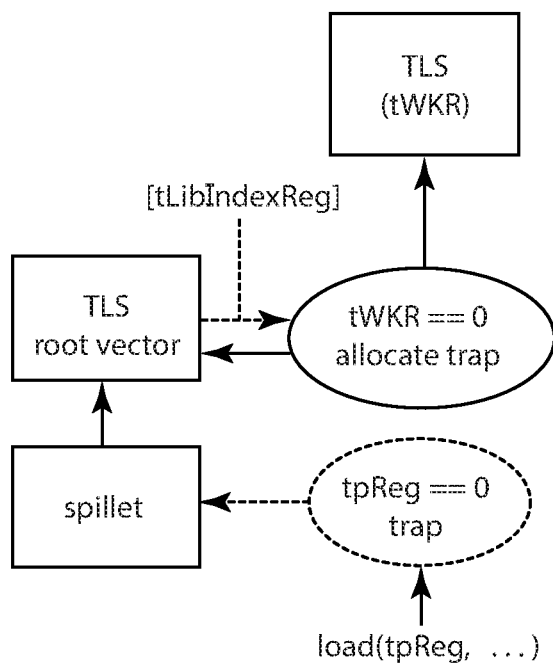 TLS
(tWKR)
[tLibIndexReg]
TLS
root vector
tWKR == 0
allocate trap
spillet
tpReg == 0
trap
load(tpReg, ...)